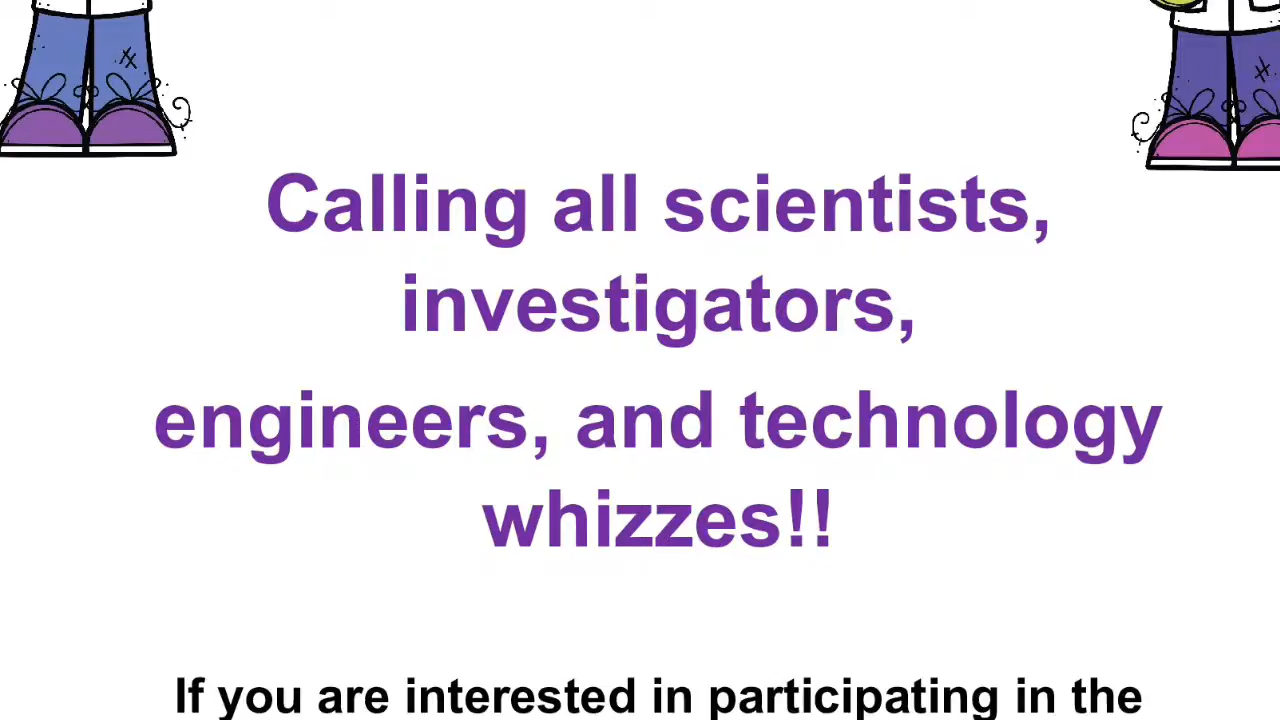 Calling all scientists,
investigators,
engineers, and technology
whizzes!!
If you are interested in participating in the